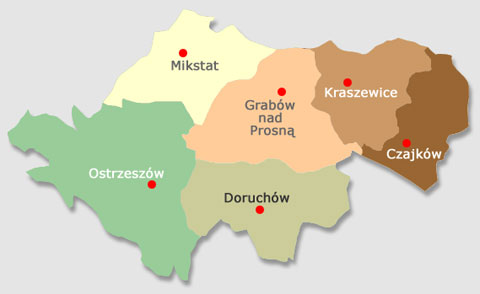 Mikstat
Kraszewice
Grabów
nad
Prosną
Czajków
Ostrzeszów
Doruchów